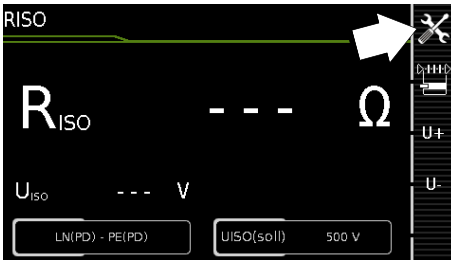 RISO
RISO --- Ω
U+
UISO --- V
U-
LN(PD) - PE(PD)
UISO(soll) 500 V